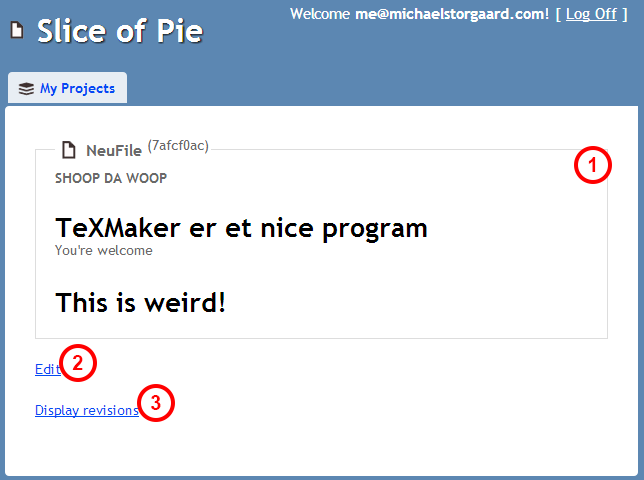 Welcome me@michaelstorgaard.com! [ Log Off ]
Slice of Pie
My Projects
NeuFile (7afcf0ac)
1
SHOOP DA WOOP
TeXMaker er et nice program
You're welcome
This is weird!
Edit 2
Display revisions 3